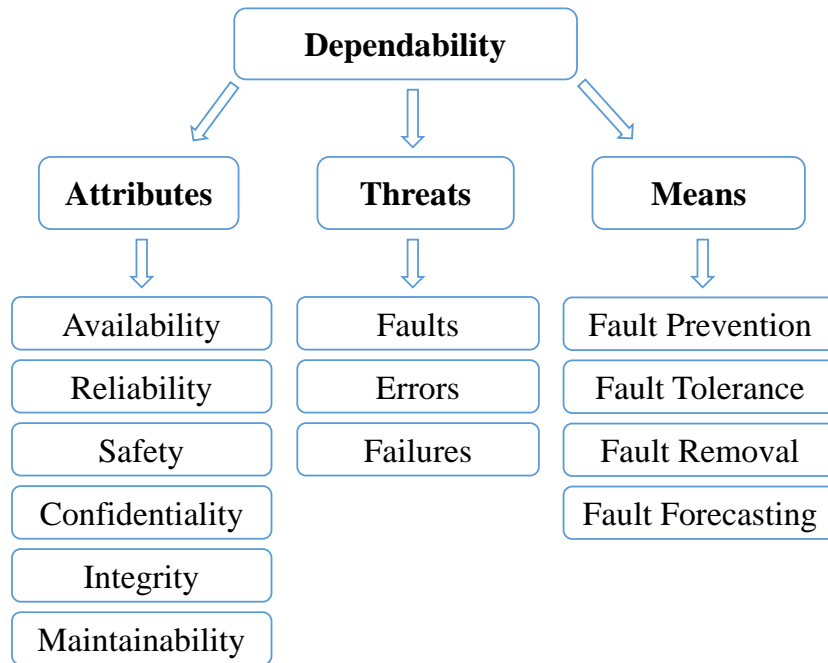 Dependability
Attributes
Threats
Means
Availability
Reliability
Safety
Confidentiality
Integrity
Maintainability
Faults
Errors
Failures
Fault Prevention
Fault Tolerance
Fault Removal
Fault Forecasting